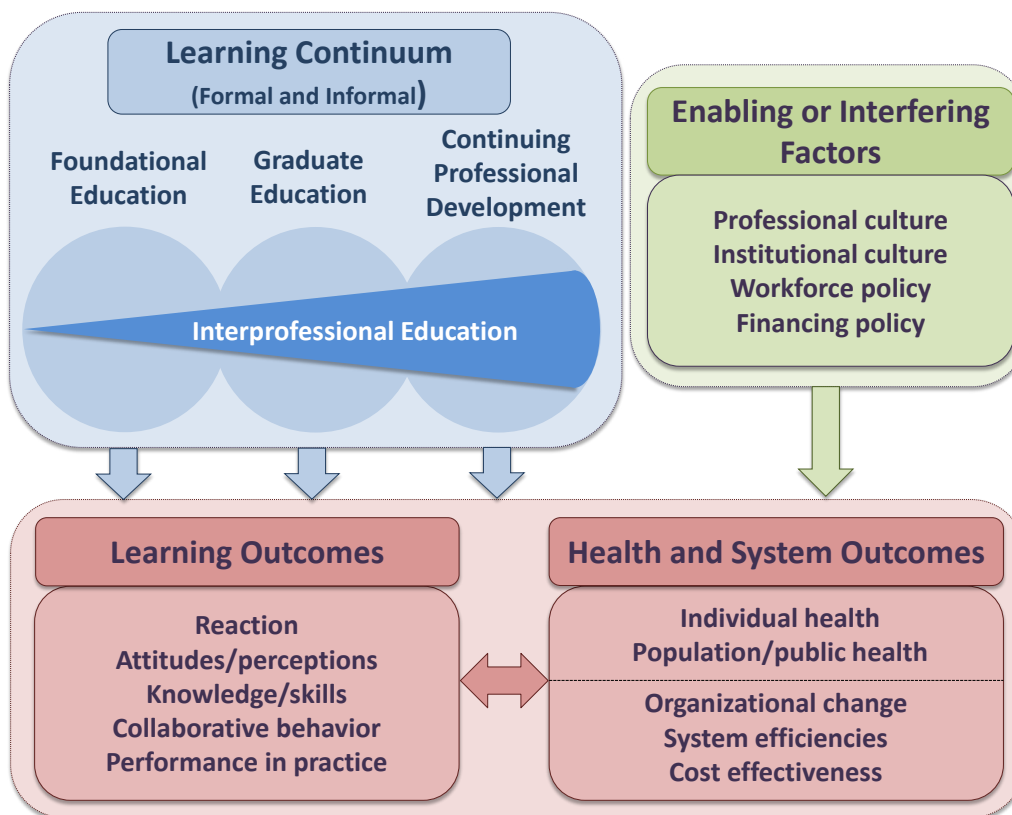 Learning Continuum
(Formal and Informal)
Foundational
Education
Graduate
Education
Continuing
Professional
Development
Interprofessional Education
Enabling or Interfering
Factors
Professional culture
Institutional culture
Workforce policy
Financing policy
Learning Outcomes
Reaction
Attitudes/perceptions
Knowledge/skills
Collaborative behavior
Performance in practice
Health and System Outcomes
Individual health
Population/public health
Organizational change
System efficiencies
Cost effectiveness